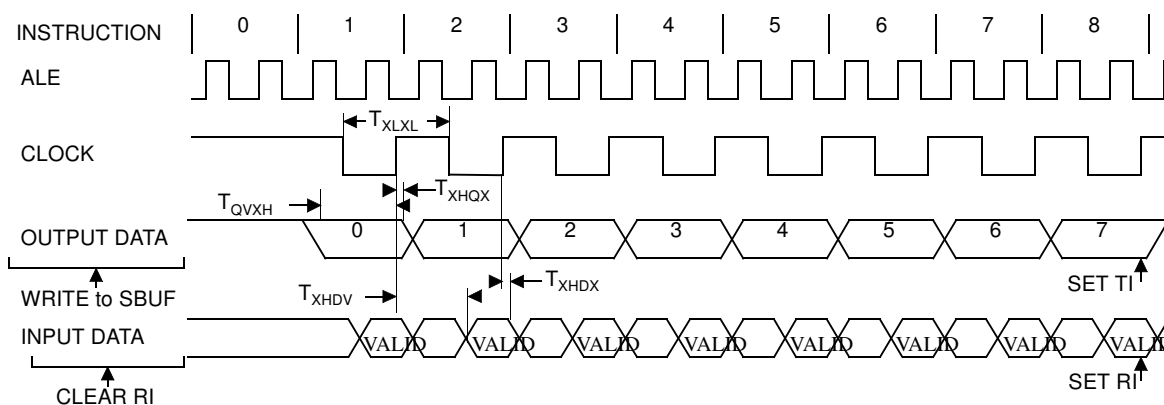 INSTRUCTION 0 1 2 3 4 5 6 7 8
ALE
TXLXL
CLOCK
TQVXH TXHQX
OUTPUT DATA 0 1 2 3 4 5 6 7
WRITE to SBUF TXHDV TXHDX SET TI
INPUT DATA VALID VALID VALID VALID VALID VALID VALID VALID
CLEAR RI SET RI